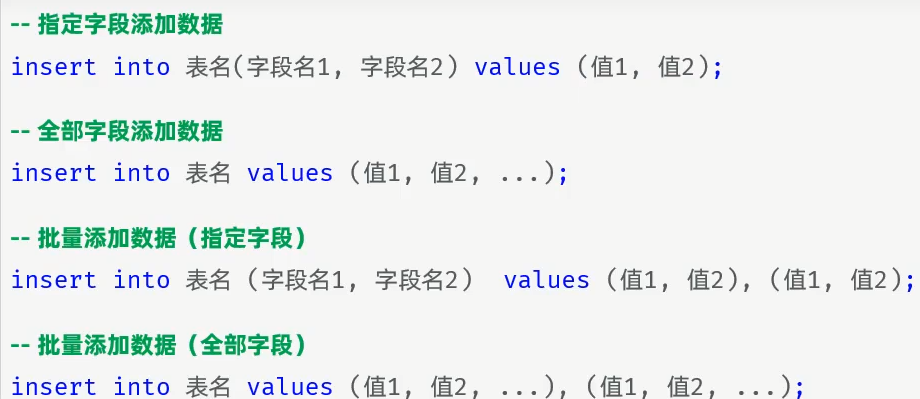 -- 指定字段添加数据
insert into 表名(字段名1, 字段名2) values (值1, 值2);
-- 全部字段添加数据
insert into 表名 values (值1, 值2, ...);
-- 批量添加数据（指定字段）
insert into 表名 (字段名1, 字段名2)  values (值1, 值2), (值1, 值2);
-- 批量添加数据（全部字段）
insert into 表名 values (值1, 值2, ...), (值1, 值2, ...);